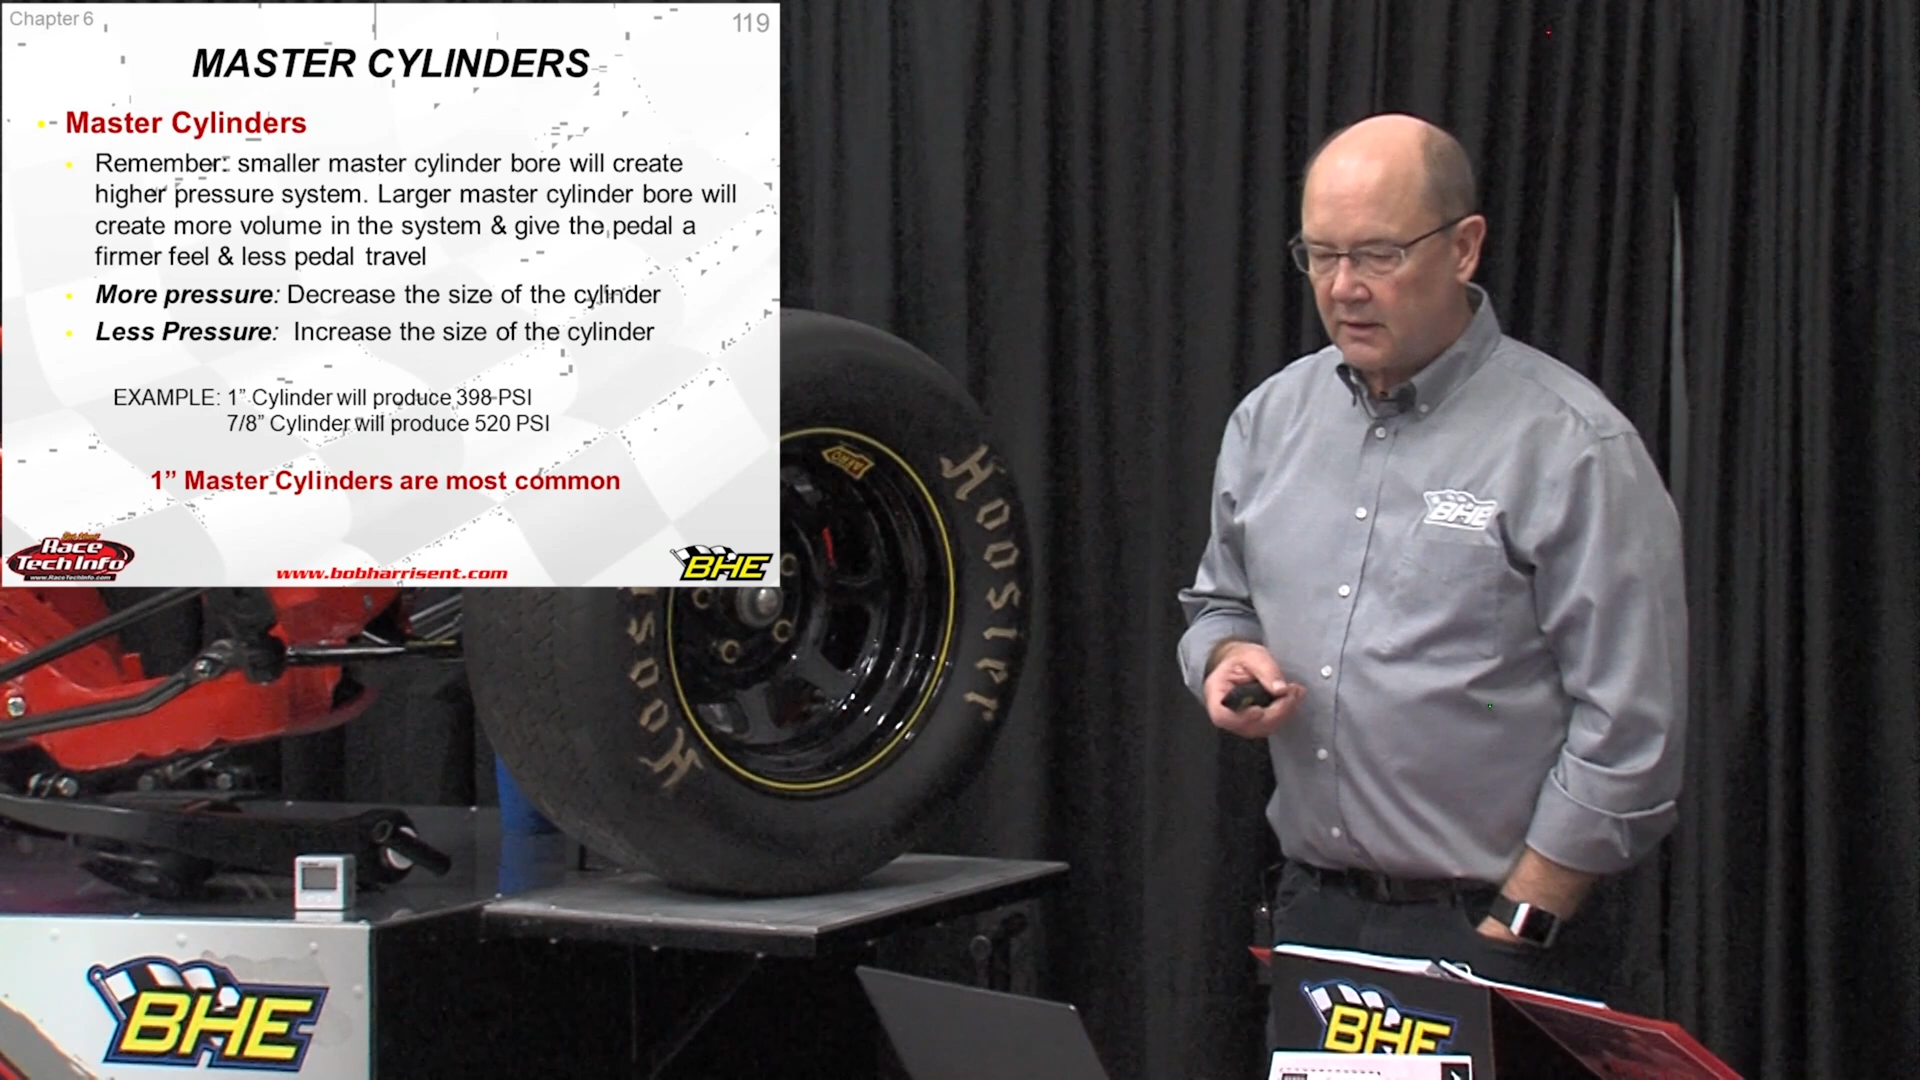 Chapter 6
119
MASTER CYLINDERS
Master Cylinders
Remember: smaller master cylinder bore will create
higher pressure system. Larger master cylinder bore will
create more volume in the system & give the pedal a
firmer feel & less pedal travel
More pressure: Decrease the size of the cylinder
Less Pressure: Increase the size of the cylinder
EXAMPLE: 1” Cylinder will produce 398 PSI
7/8” Cylinder will produce 520 PSI
1” Master Cylinders are most common
Race
Tech Info
www.RaceTechInfo.com
www.bobharrisent.com
BHE
Hoosier
Hoosier
AERO
BHE
BHE
BHE